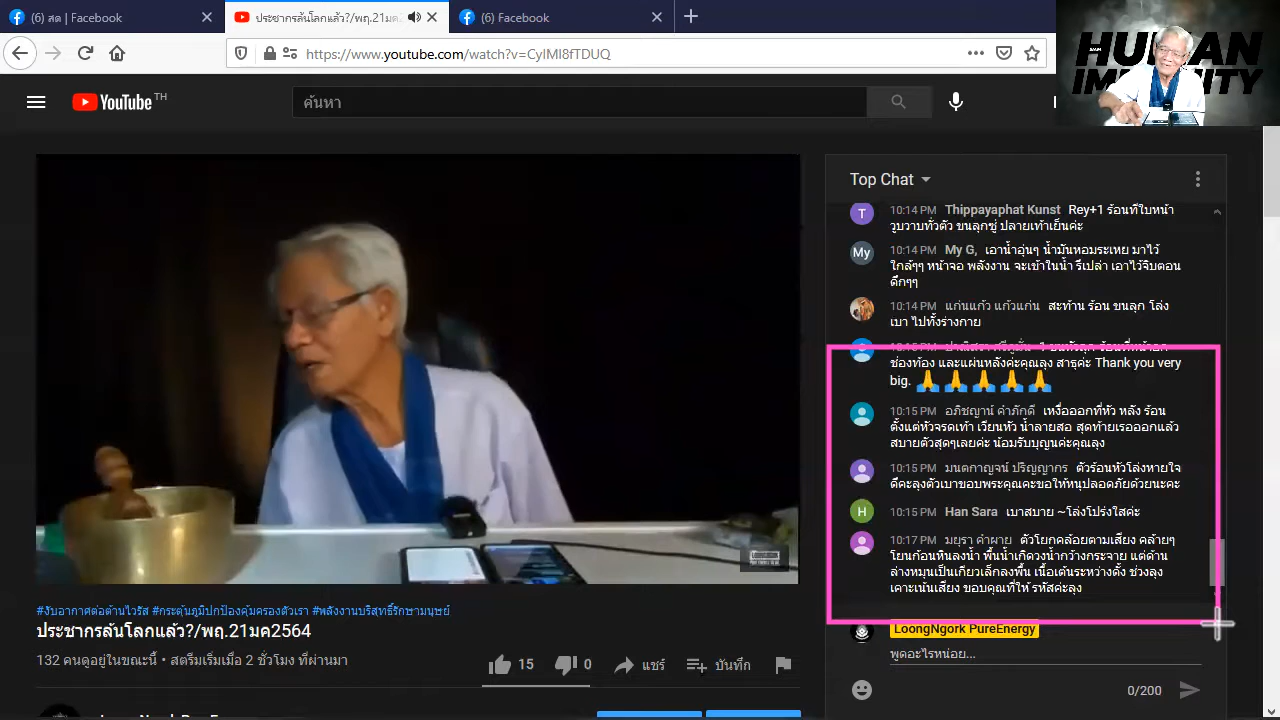 (6) สด | Facebook
ประชากรล้นโลกแล้ว?/พฤ.21มค2564
(6) Facebook
https://www.youtube.com/watch?v=CyIMl8fTDUQ
HUMAN
IMMUNITY
YouTube TH
ค้นหา
Top Chat
10:14 PM Thippayaphat Kunst Rey+1 ร้อนที่ใบหน้า
วูบวาบทั่วตัว ขนลุกซู่ ปลายเท้าเย็นค่ะ
10:14 PM My G, เอาน้ำอุ่นๆ น้ำมันหอมระเหย มาไว้
ใกล้ๆๆ หน้าจอ พลังงาน จะเข้าในน้ำ รึเปล่า เอาไว้จิบตอน
ดึกๆๆ
10:14 PM แก่นแก้ว แก้วแก่น สะท้าน ร้อน ขนลุก โล่ง
เบา ไปทั้งร่างกาย
ช่องท้อง และแผ่นหลังค่ะคุณลุง สาธุค่ะ Thank you very
big. 🙏🙏🙏🙏🙏
10:15 PM อภิชญาน์ คำภักดี เหงื่อออกที่หัว หลัง ร้อน
ตั้งแต่หัวจรดเท้า เวียนหัว น้ำลายสอ สุดท้ายเรอออกแล้ว
สบายตัวสุดๆเลยค่ะ น้อมรับบุญนค่ะคุณลุง
10:15 PM มนตกาญจน์ ปริญญากร ตัวร้อนหัวโล่งหายใจ
ดีคะลุงตัวเบาขอบพระคุณคะขอให้หนุปลอดภัยด้วยนะคะ
10:15 PM Han Sara เบาสบาย ~โล่งโปร่งใสค่ะ
10:17 PM มยุรา คำผาย ตัวโยกคล้อยตามเสียง คล้ายๆ
โยนก้อนหินลงน้ำ พื้นน้ำเกิดวงน้ำกว้างกระจาย แต่ด้าน
ล่างหมุนเป็นเกียวเล็กลงพื้น เนื้อเต้นระหว่างคิ้ว ช่วงลุง
เคาะเน้นเสียง ขอบคุณที่ให้ รหัสค่ะลุง
LoongNgork PureEnergy
พูดอะไรหน่อย...
0/200
#งับอากาศต่อต้านไวรัส #กระตุ้นภูมิปกป้องคุ้มครองตัวเรา #พลังงานบริสุทธิ์รักษามนุษย์
ประชากรล้นโลกแล้ว?/พฤ.21มค2564
132 คนดูอยู่ในขณะนี้ • สตรีมเริ่มเมื่อ 2 ชั่วโมง ที่ผ่านมา
15 0 แชร์ บันทึก